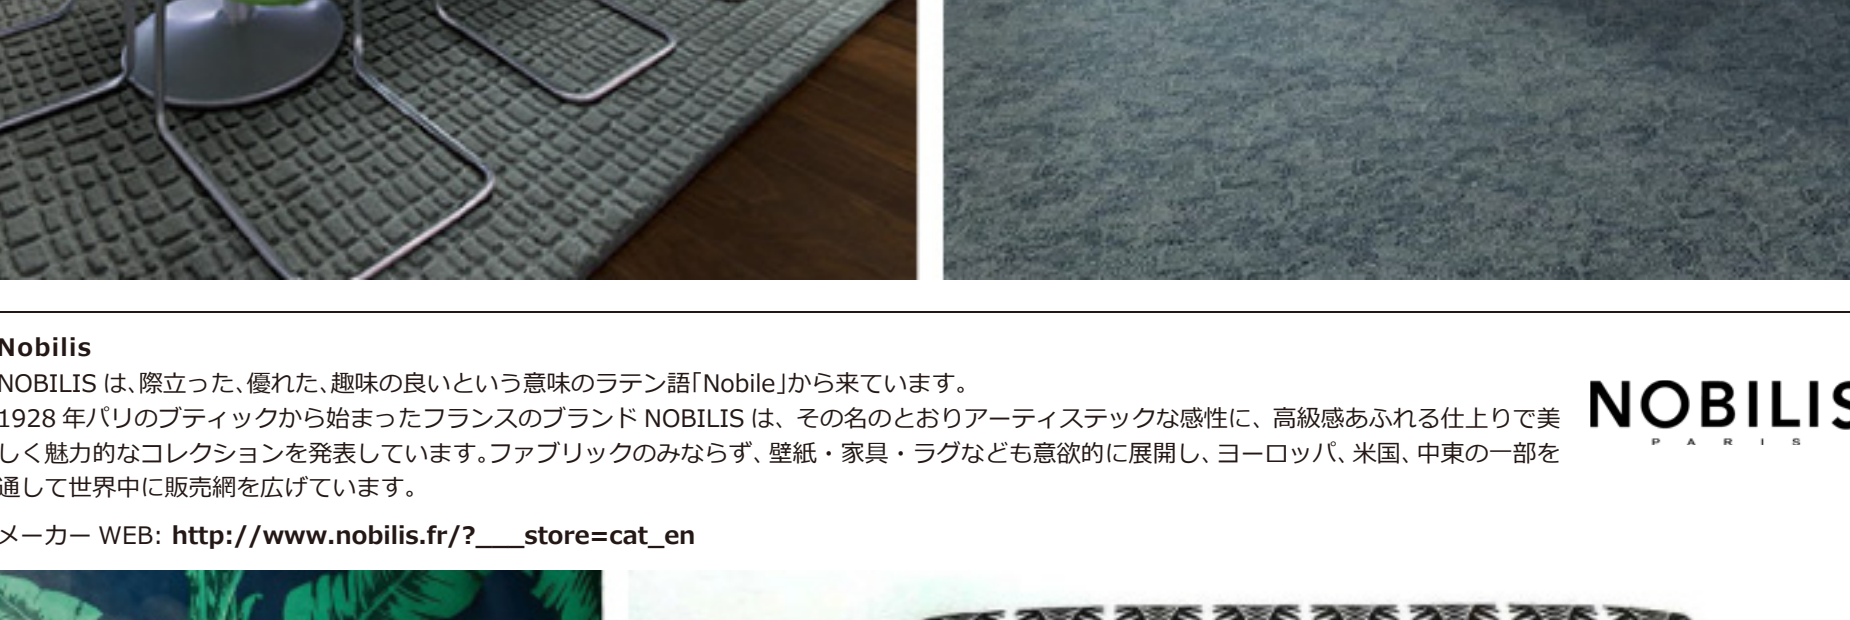 Nobilis
NOBILIS は、際立った、優れた、趣味の良いという意味のラテン語「Nobile」から来ています。
1928 年パリのブティックから始まったフランスのブランド NOBILIS は、その名のとおりアーティステックな感性に、高級感あふれる仕上りで美
しく魅力的なコレクションを発表しています。ファブリックのみならず、壁紙・家具・ラグなども意欲的に展開し、ヨーロッパ、米国、中東の一部を
通して世界中に販売網を広げています。
メーカー WEB: http://www.nobilis.fr/?___store=cat_en
NOBILIS
PARIS